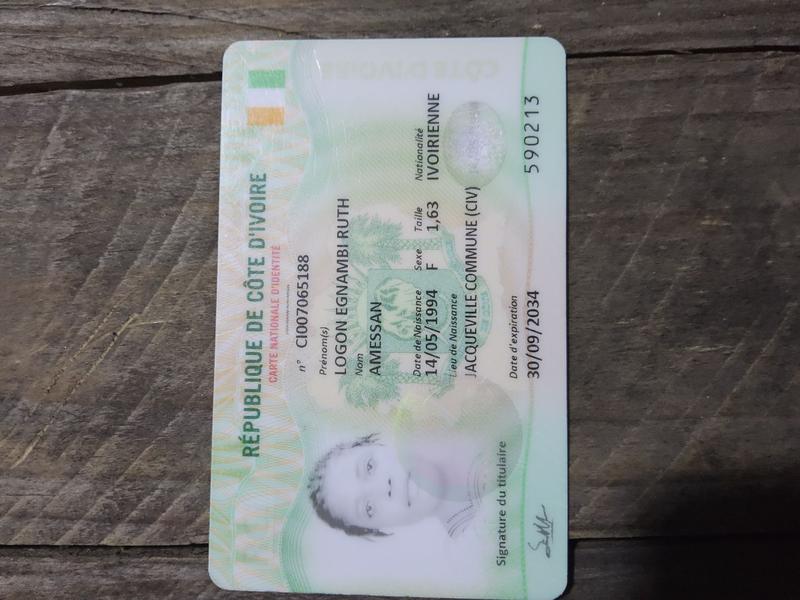 CÔTE D'IVOIRE
RÉPUBLIQUE DE CÔTE D'IVOIRE
CARTE NATIONALE D'IDENTITÉ
n° CI007065188
Prénom(s)
LOGON EGNAMBI RUTH
Nom
AMESSAN
Date de Naissance Sexe Taille Nationalité
14/05/1994 F 1,63 IVOIRIENNE
Lieu de Naissance
JACQUEVILLE COMMUNE (CIV)
Date d'expiration
30/09/2034
590213
Signature du titulaire